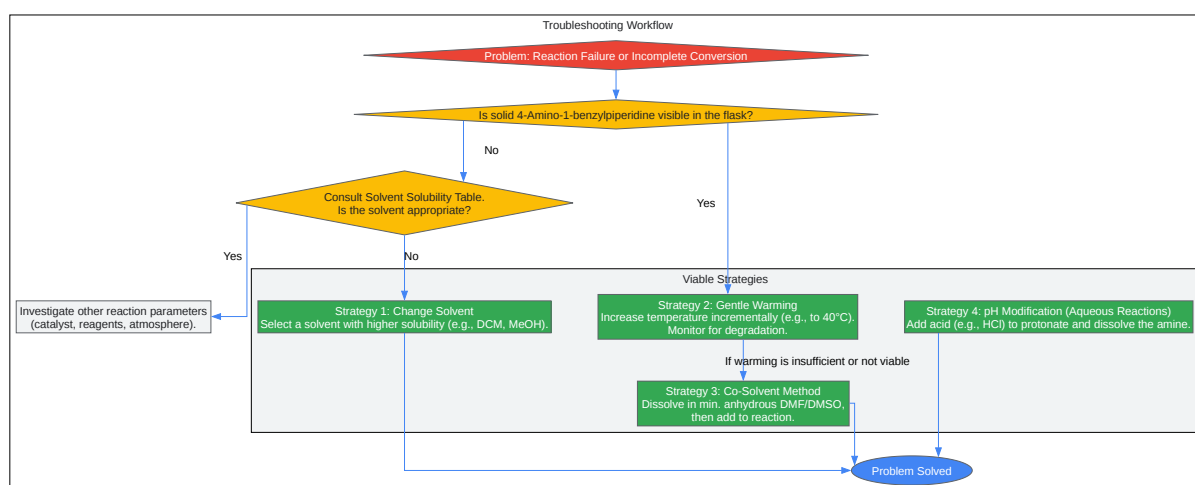 Troubleshooting Workflow
Problem: Reaction Failure or Incomplete Conversion
Is solid 4-Amino-1-benzylpiperidine visible in the flask?
No
Yes
Consult Solvent Solubility Table.
Is the solvent appropriate?
Yes
No
Viable Strategies
Investigate other reaction parameters
(catalyst, reagents, atmosphere).
Strategy 1: Change Solvent
Select a solvent with higher solubility (e.g., DCM, MeOH).
Strategy 2: Gentle Warming
Increase temperature incrementally (e.g., to 40°C).
Monitor for degradation.
Strategy 4: pH Modification (Aqueous Reactions)
Add acid (e.g., HCl) to protonate and dissolve the amine.
If warming is insufficient or not viable
Strategy 3: Co-Solvent Method
Dissolve in min. anhydrous DMF/DMSO,
then add to reaction.
Problem Solved